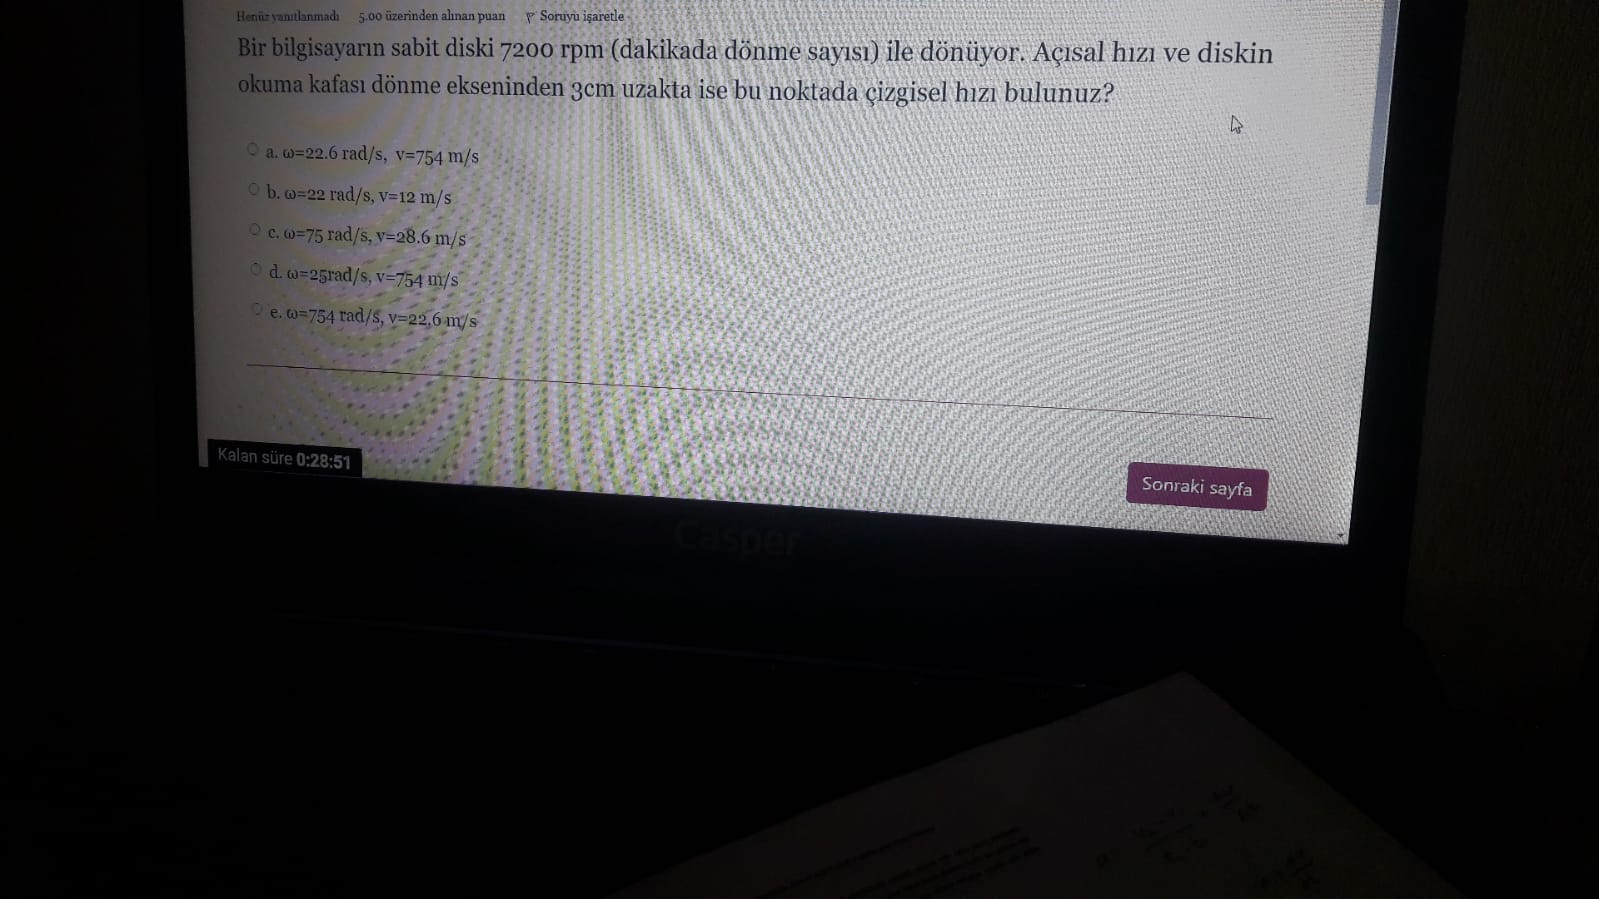 Henüz yanıtlanmadı 5.00 üzerinden alınan puan Soruyu işaretle
Bir bilgisayarın sabit diski 7200 rpm (dakikada dönme sayısı) ile dönüyor. Açısal hızı ve diskin
okuma kafası dönme ekseninden 3cm uzakta ise bu noktada çizgisel hızı bulunuz?
a. ω=22.6 rad/s, v=754 m/s
b. ω=22 rad/s, v=12 m/s
c. ω=75 rad/s, v=28.6 m/s
d. ω=25rad/s, v=754 m/s
e. ω=754 rad/s, v=22.6 m/s
Kalan süre 0:28:51
Sonraki sayfa
Casper